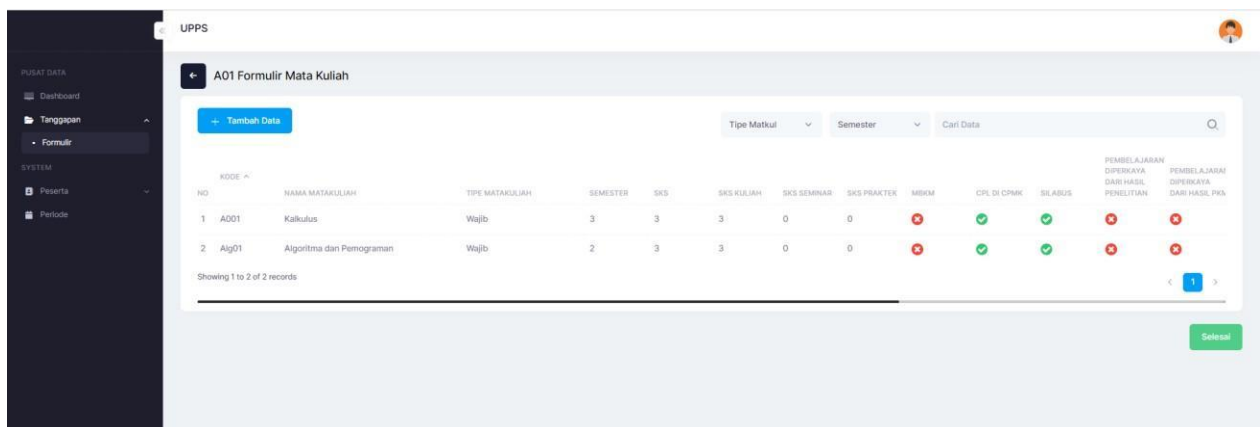 UPPS
PUSAT DATA
Dashboard
Tanggapan
Formulir
SYSTEM
Peserta
Periode
A01 Formulir Mata Kuliah
+ Tambah Data
Tipe Matkul
Semester
Cari Data
NO KODE NAMA MATAKULIAH TIPE MATAKULIAH SEMESTER SKS SKS KULIAH SKS SEMINAR SKS PRAKTEK MBKM CPL DI CPMK SILABUS
PEMBELAJARAN
DIPERKAYA
DARI HASIL
PENELITIAN
PEMBELAJARAN
DIPERKAYA
DARI HASIL PKM
1 A001 Kalkulus Wajib 3 3 3 0 0
2 Alg01 Algoritma dan Pemograman Wajib 2 3 3 0 0
Showing 1 to 2 of 2 records
< 1 >
Selesai